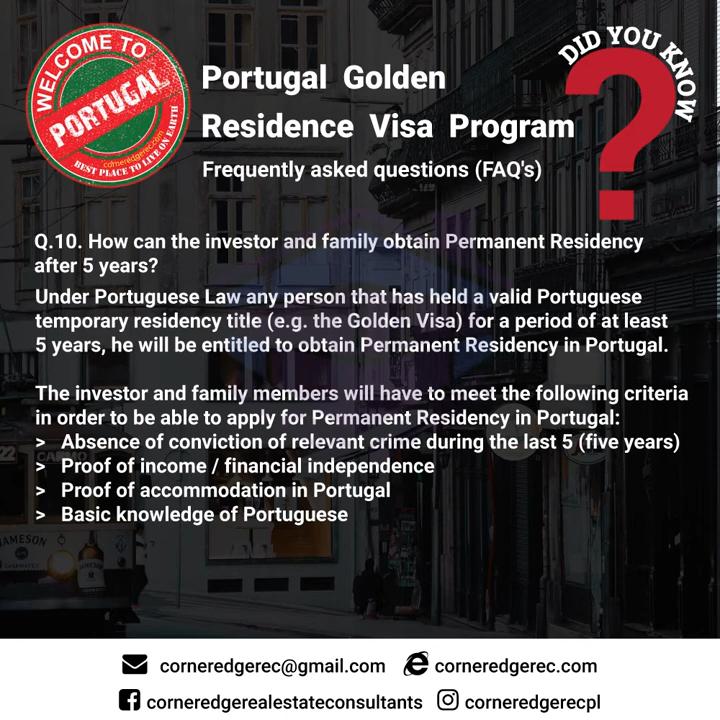 WELCOME TO
PORTUGAL
corneredgerec.com
BEST PLACE TO LIVE ON EARTH
DID YOU KNOW
?
Portugal Golden
Residence Visa Program
Frequently asked questions (FAQ's)
Q.10. How can the investor and family obtain Permanent Residency
after 5 years?
Under Portuguese Law any person that has held a valid Portuguese
temporary residency title (e.g. the Golden Visa) for a period of at least
5 years, he will be entitled to obtain Permanent Residency in Portugal.
The investor and family members will have to meet the following criteria
in order to be able to apply for Permanent Residency in Portugal:
> Absence of conviction of relevant crime during the last 5 (five years)
> Proof of income / financial independence
> Proof of accommodation in Portugal
> Basic knowledge of Portuguese
22 CARMO
JAMESON
corneredgerec@gmail.com corneredgerec.com
corneredgerealestateconsultants corneredgerecpl